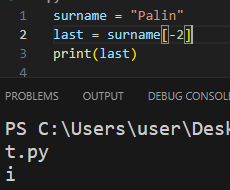 1 surname = "Palin"
2 last = surname[-2]
3 print(last)
PROBLEMS OUTPUT DEBUG CONSOL
PS C:\Users\user\Desk
t.py
i